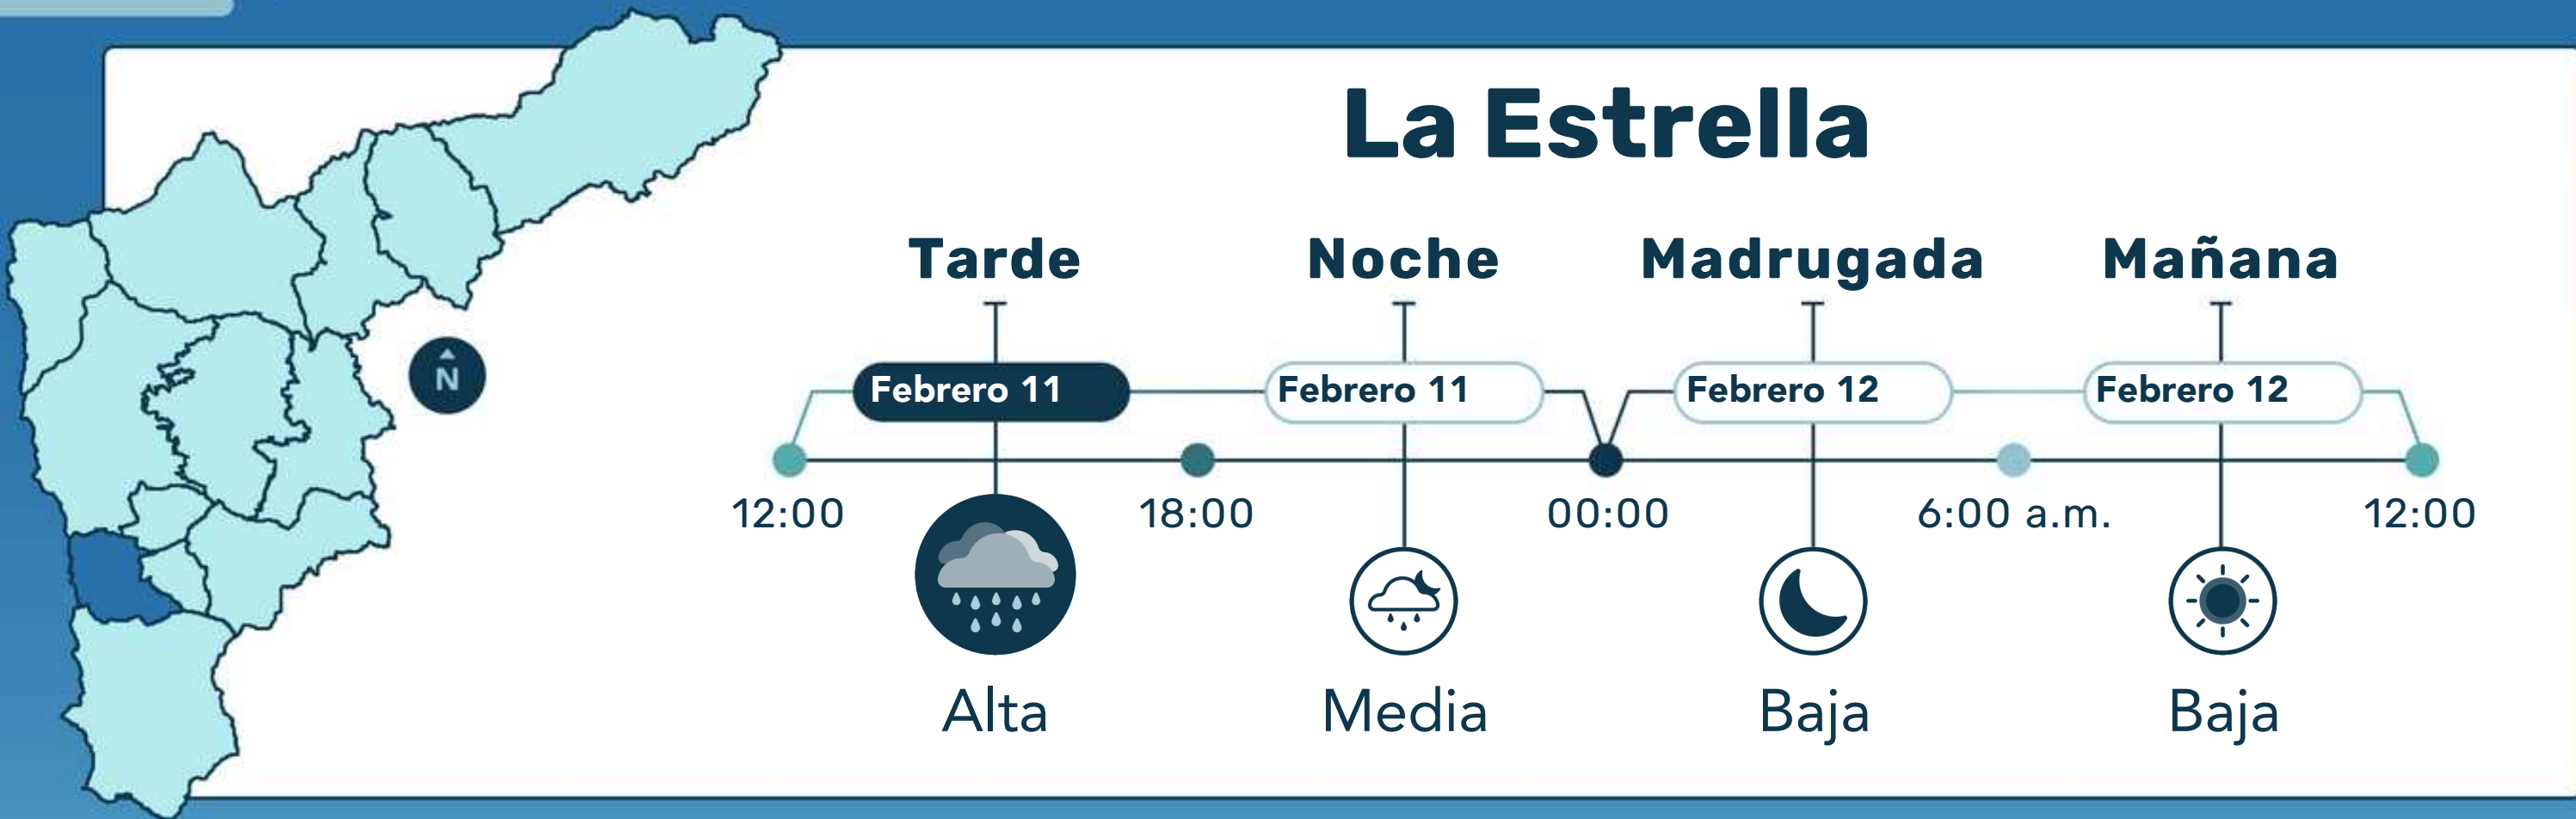 La Estrella
Tarde Noche Madrugada Mañana
N
Febrero 11 Febrero 11 Febrero 12 Febrero 12
12:00 18:00 00:00 6:00 a.m. 12:00
Alta Media Baja Baja